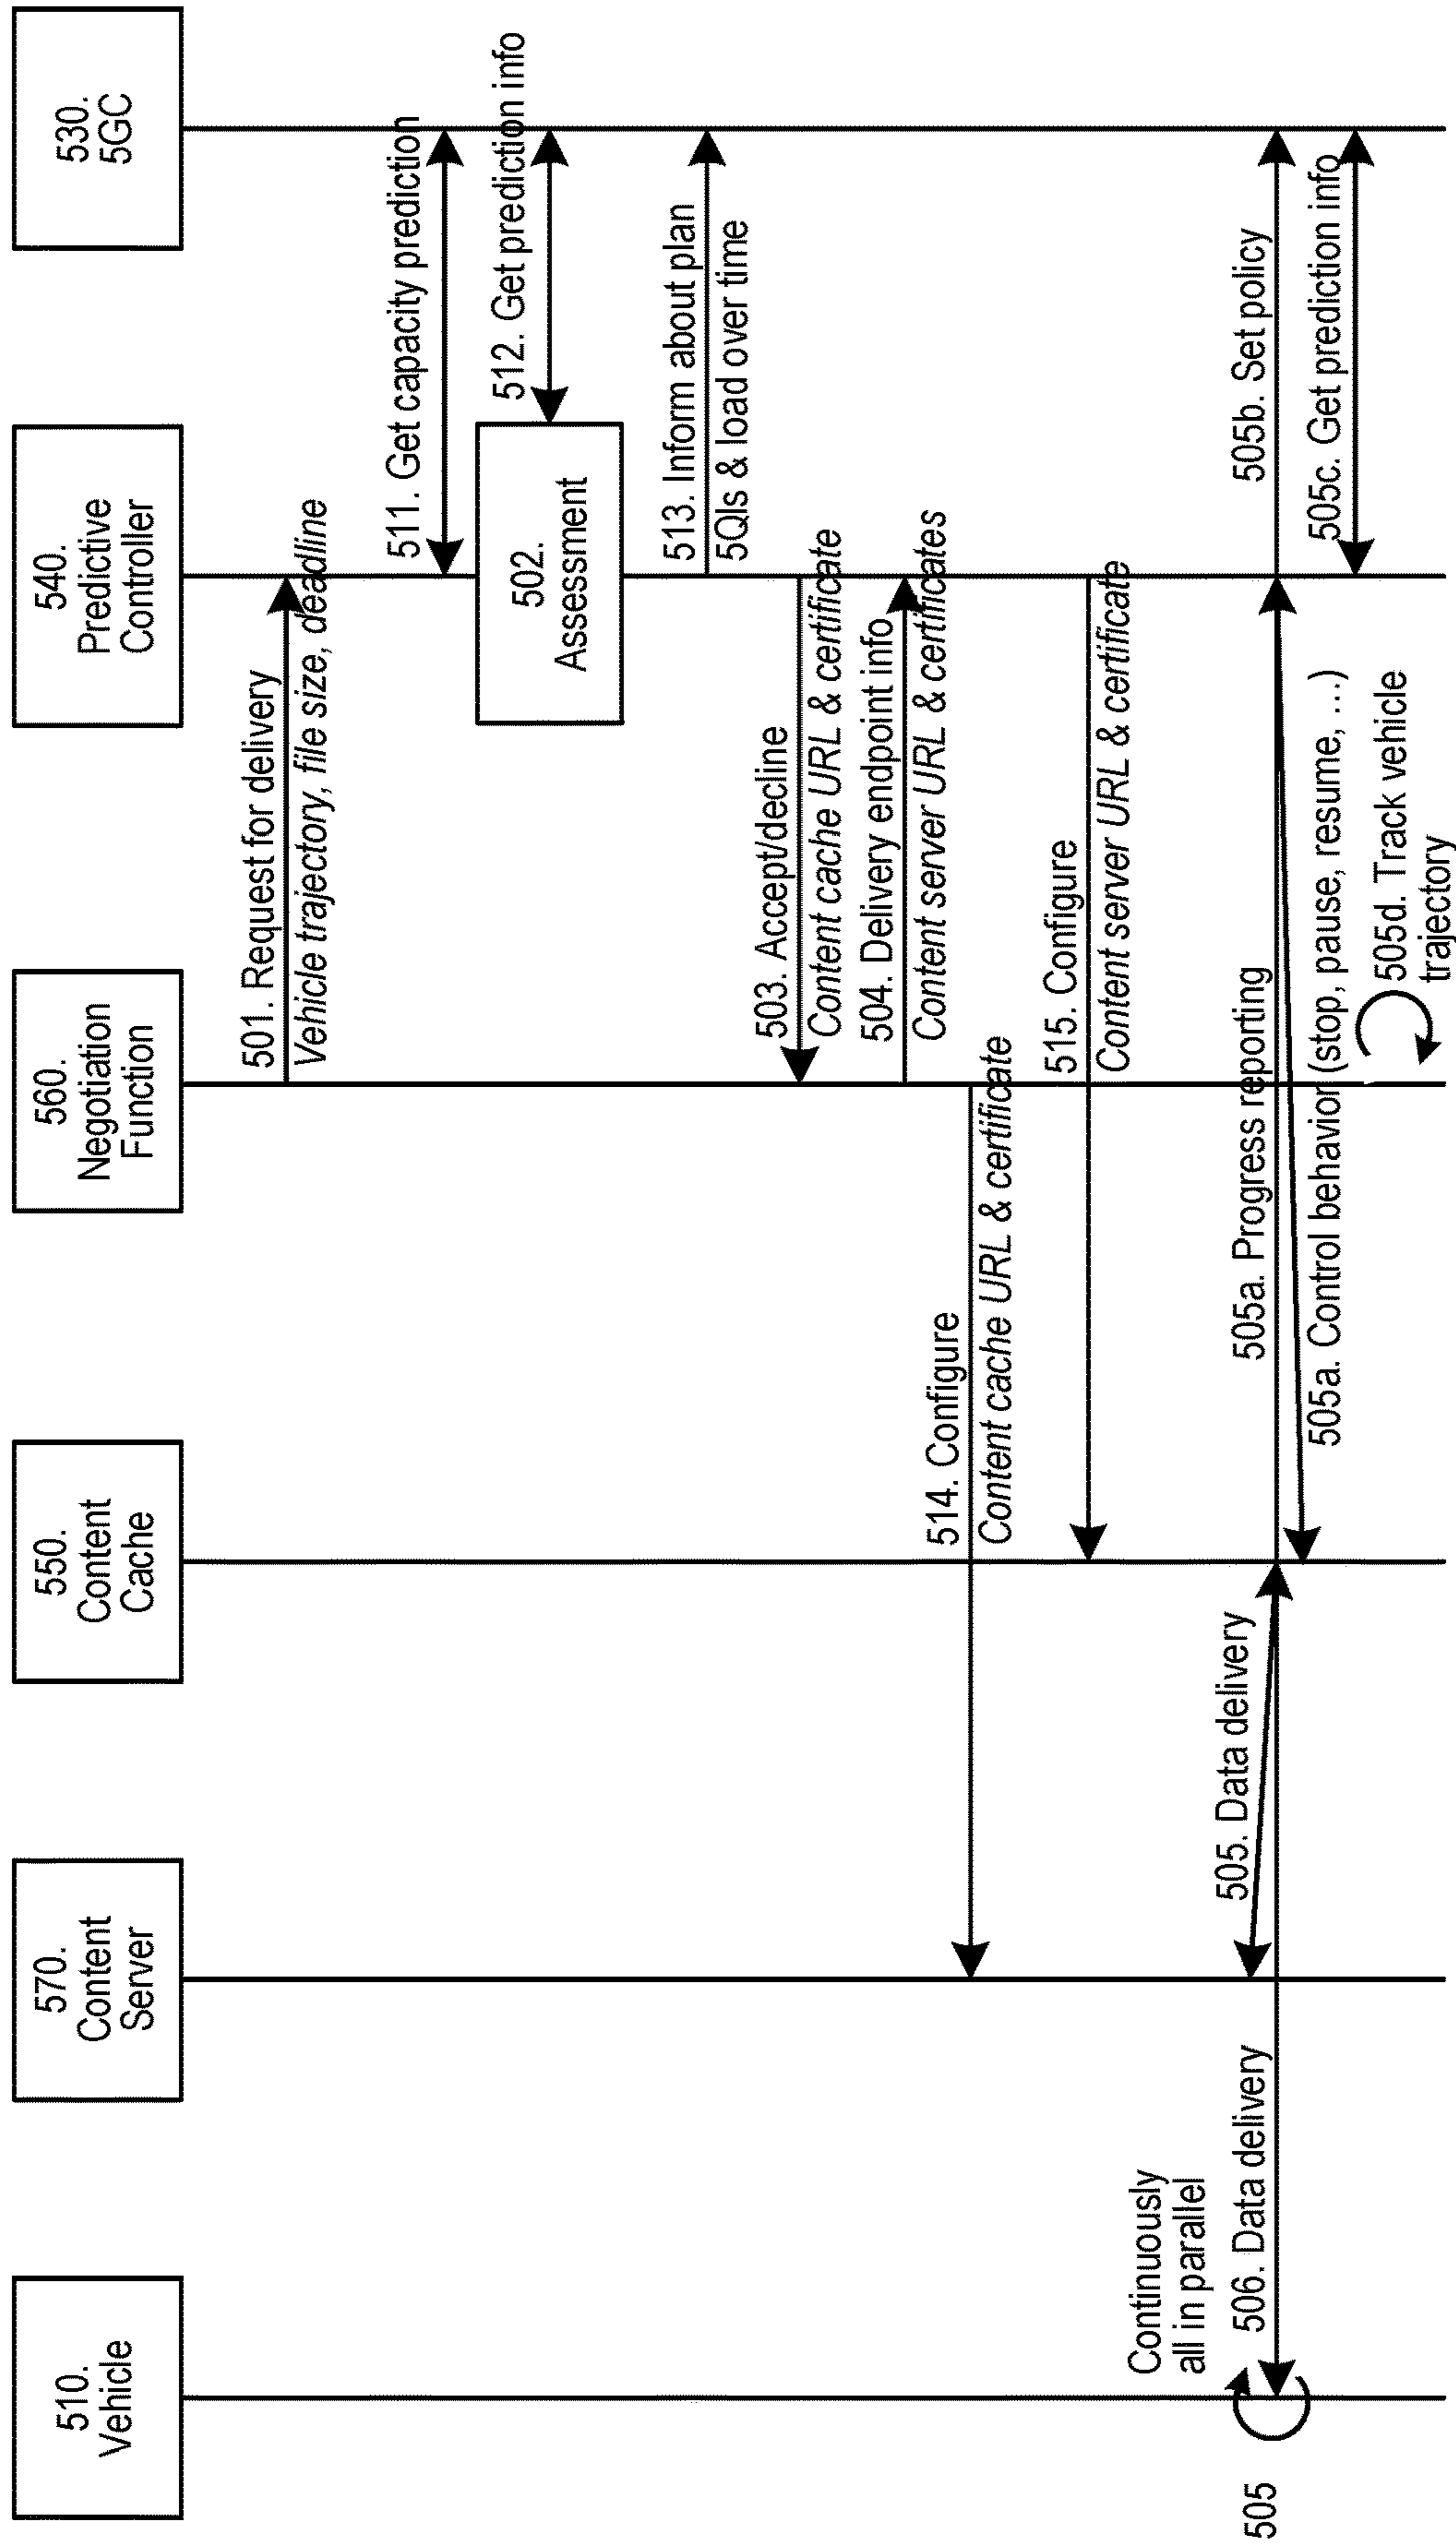 510.
Vehicle
570.
Content
Server
550.
Content
Cache
560.
Negotiation
Function
540.
Predictive
Controller
530.
5GC
501. Request for delivery
Vehicle trajectory, file size, deadline
511. Get capacity prediction
502.
Assessment
512. Get prediction info
513. Inform about plan
5QIs & load over time
503. Accept/decline
Content cache URL & certificate
504. Delivery endpoint info
Content server URL & certificates
514. Configure
Content cache URL & certificate
515. Configure
Content server URL & certificate
Continuously
all in parallel
505
506. Data delivery
505. Data delivery
505a. Progress reporting
505b. Set policy
505a. Control behavior (stop, pause, resume, ...)
505c. Get prediction info
505d. Track vehicle
trajectory